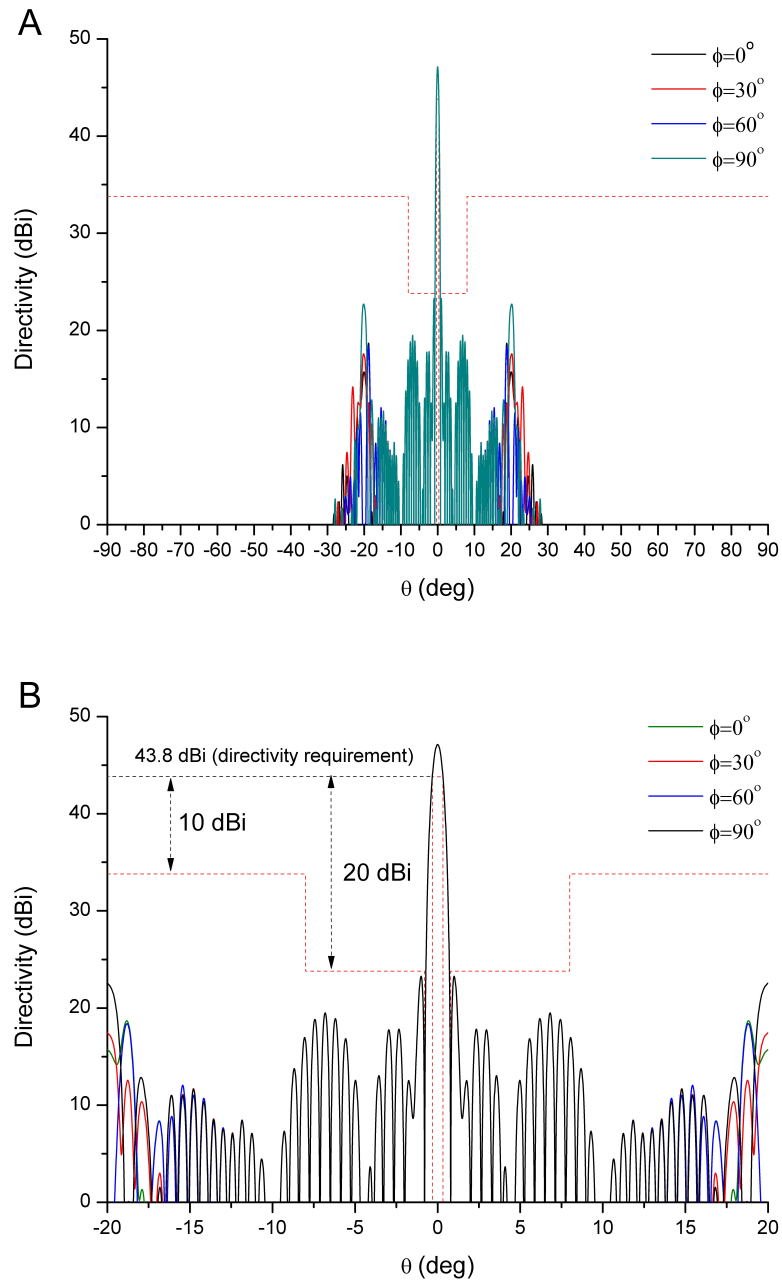 A
50
40
30
20
10
0
Directivity (dBi)
ϕ=0°
ϕ=30°
ϕ=60°
ϕ=90°
-90 -80 -70 -60 -50 -40 -30 -20 -10 0 10 20 30 40 50 60 70 80 90
θ (deg)
B
50
40
30
20
10
0
Directivity (dBi)
43.8 dBi (directivity requirement)
10 dBi
20 dBi
ϕ=0°
ϕ=30°
ϕ=60°
ϕ=90°
-20 -15 -10 -5 0 5 10 15 20
θ (deg)